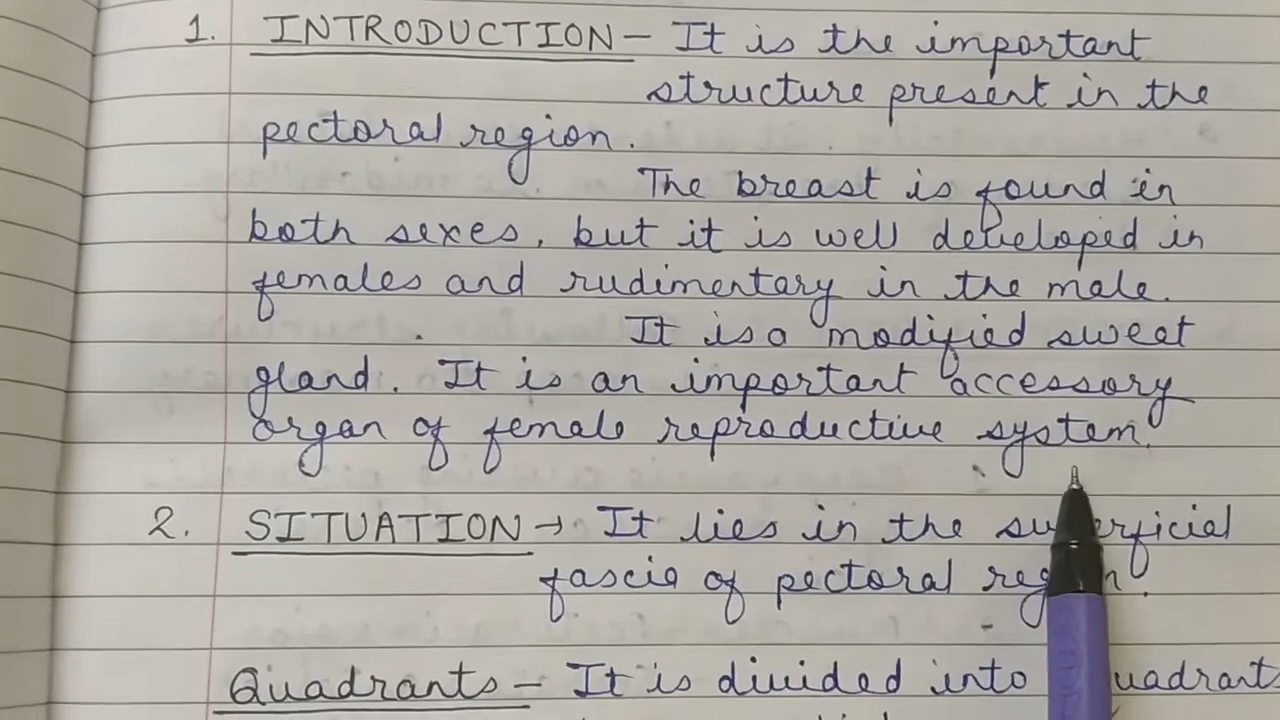 1. INTRODUCTION - It is the important
structure present in the
pectoral region.
The breast is found in
both sexes, but it is well developed in
females and rudimentary in the male.
It is a modified sweat
gland. It is an important accessory
organ of female reproductive system.
2. SITUATION → It lies in the superficial
fascia of pectoral region.
Quadrants - It is divided into quadrants